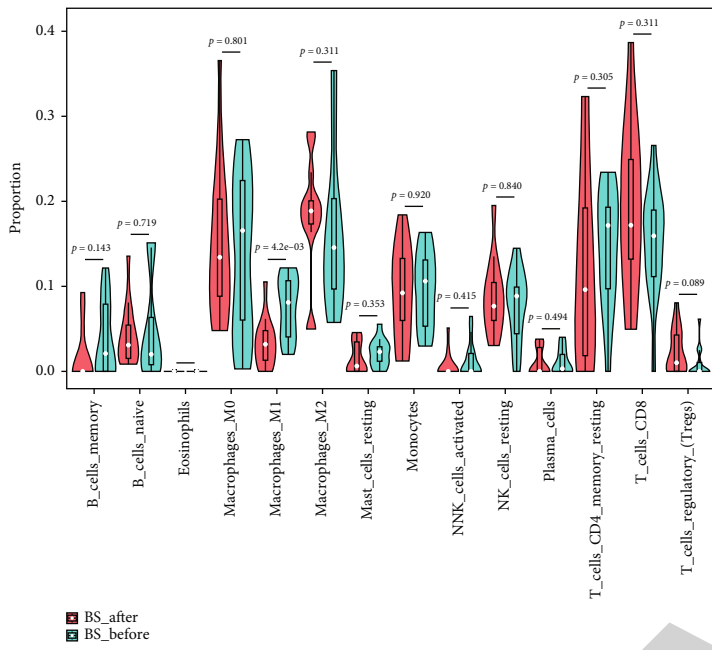 0.4
0.3
0.2
0.1
0.0
Proportion
p = 0.143
p = 0.719
p = 0.801
p = 4.2e−03
p = 0.311
p = 0.353
p = 0.920
p = 0.415
p = 0.840
p = 0.494
p = 0.305
p = 0.311
p = 0.089
B_cells_memory
B_cells_naive
Eosinophils
Macrophages_M0
Macrophages_M1
Macrophages_M2
Mast_cells_resting
Monocytes
NNK_cells_activated
NK_cells_resting
Plasma_cells
T_cells_CD4_memory_resting
T_cells_CD8
T_cells_regulatory_(Tregs)
BS_after
BS_before